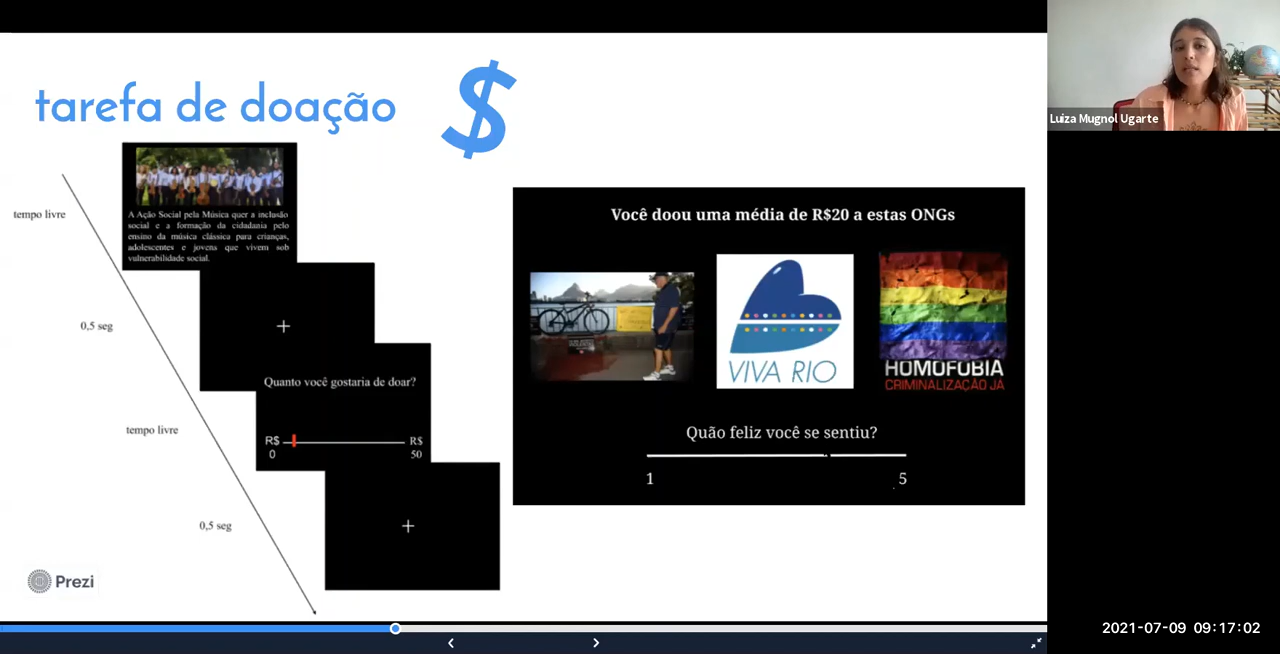 tarefa de doação $
tempo livre
A Ação Social pela Música quer a inclusão
social e a formação da cidadania pelo
ensino da música clássica para crianças,
adolescentes e jovens que vivem sob
vulnerabilidade social.
0,5 seg
+
tempo livre
Quanto você gostaria de doar?
R$ R$
0 50
0,5 seg
+
Prezi
Você doou uma média de R$20 a estas ONGs
VIVA RIO
HOMOFOBIA
CRIMINALIZAÇÃO JÁ
Quão feliz você se sentiu?
1 5
Luiza Mugnol Ugarte
2021-07-09 09:17:02